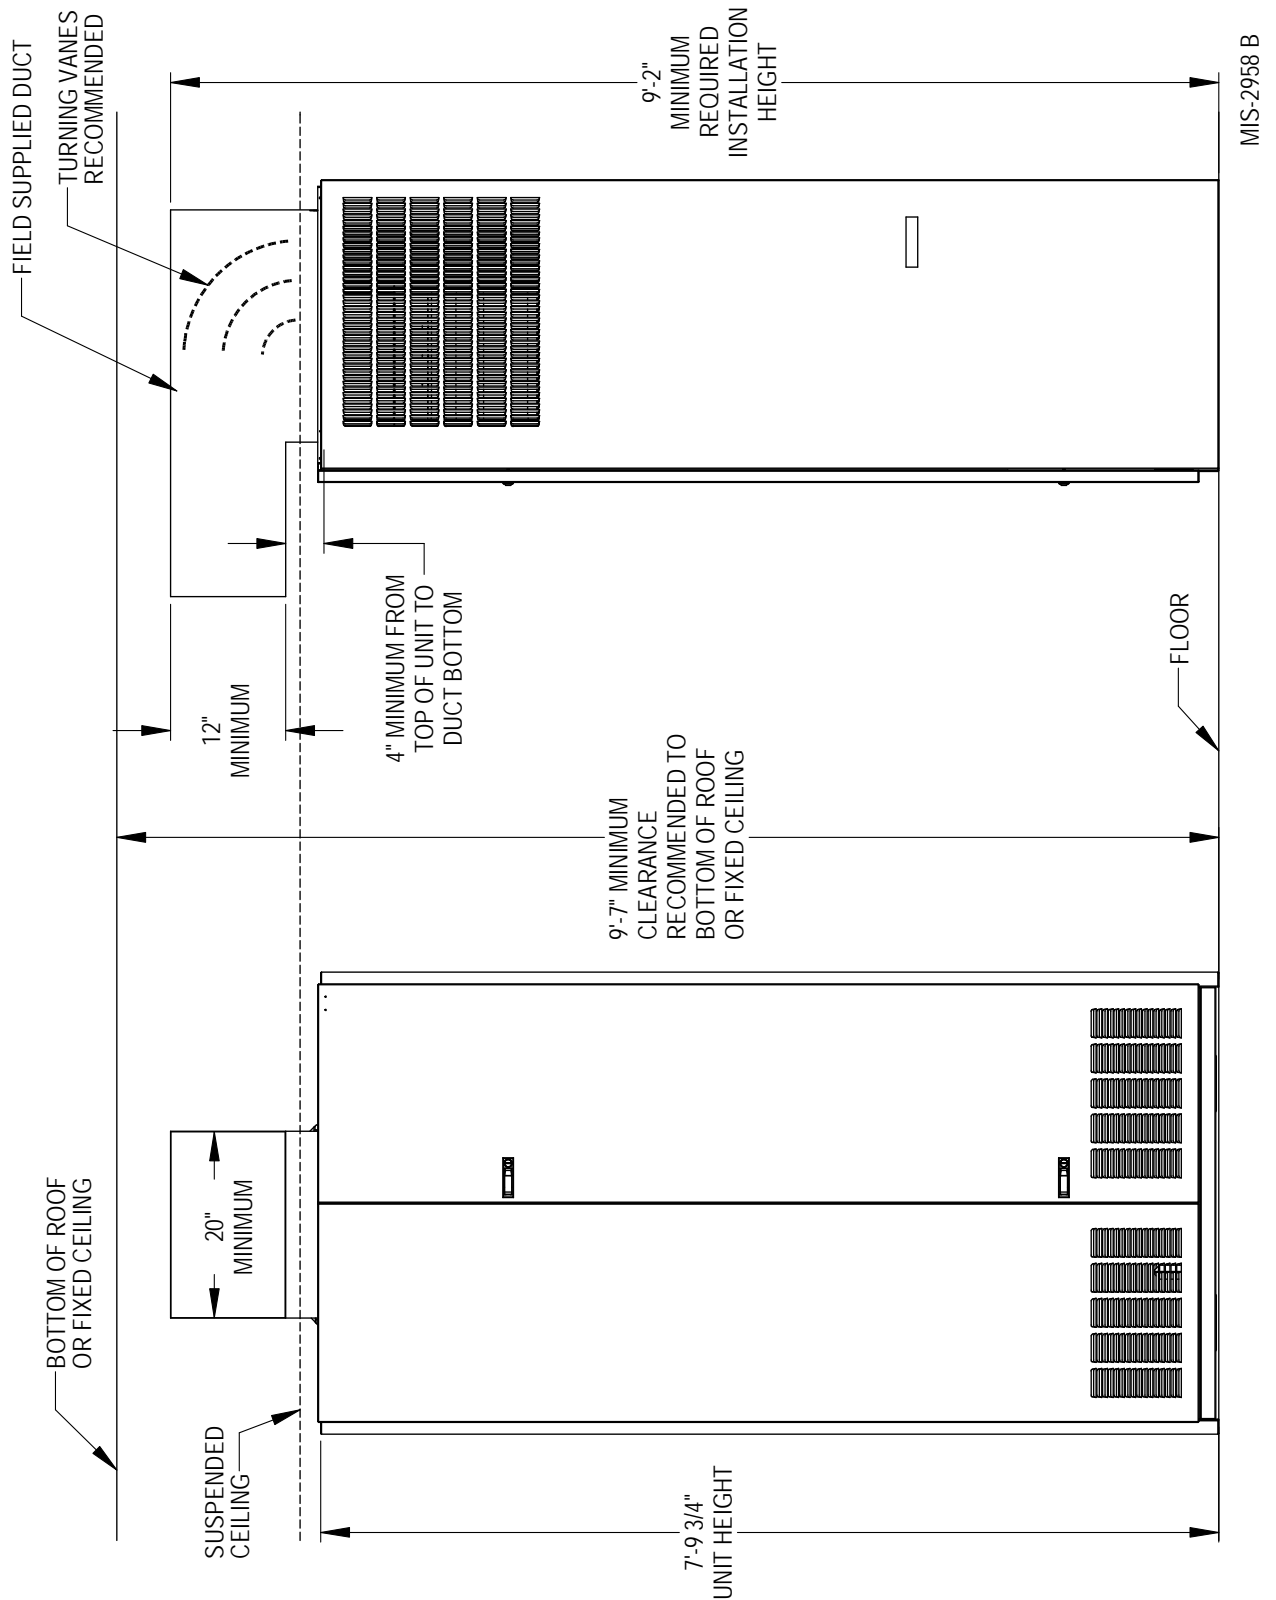 BOTTOM OF ROOF
OR FIXED CEILING
SUSPENDED
CEILING
20"
MINIMUM
7'-9 3/4"
UNIT HEIGHT
9'-7" MINIMUM
CLEARANCE
RECOMMENDED TO
BOTTOM OF ROOF
OR FIXED CEILING
12"
MINIMUM
4" MINIMUM FROM
TOP OF UNIT TO
DUCT BOTTOM
FLOOR
FIELD SUPPLIED DUCT
TURNING VANES
RECOMMENDED
9'-2"
MINIMUM
REQUIRED
INSTALLATION
HEIGHT
MIS-2958 B